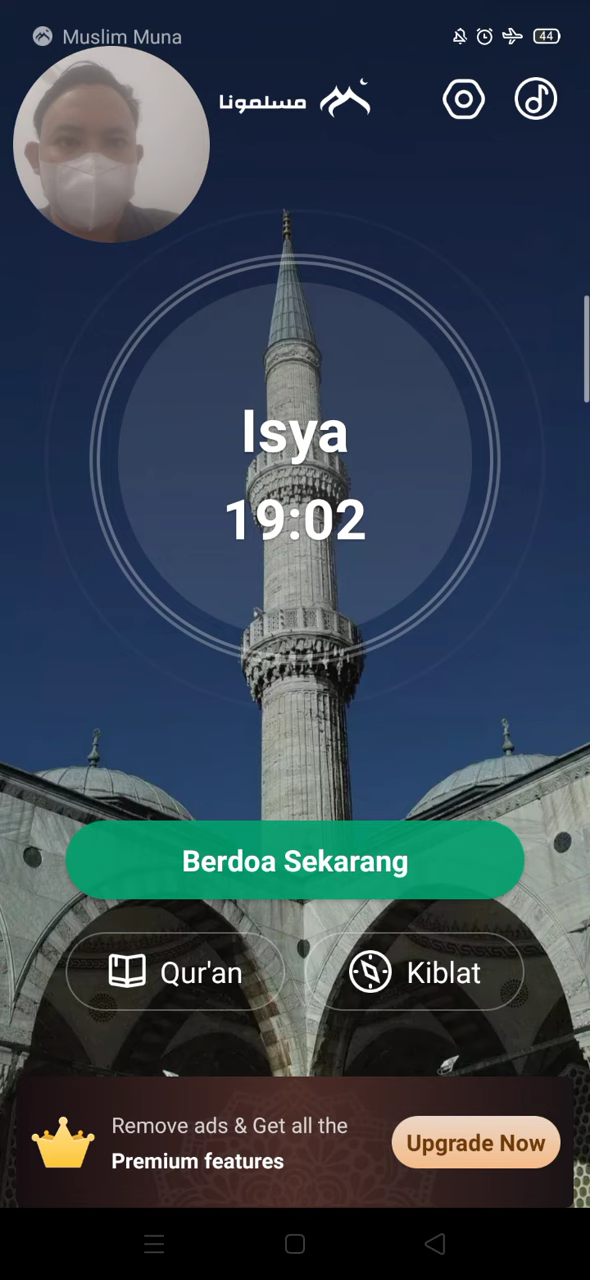 Muslim Muna
44
مسلمونا
Isya
19:02
Berdoa Sekarang
Qur'an
Kiblat
Remove ads & Get all the
Premium features
Upgrade Now